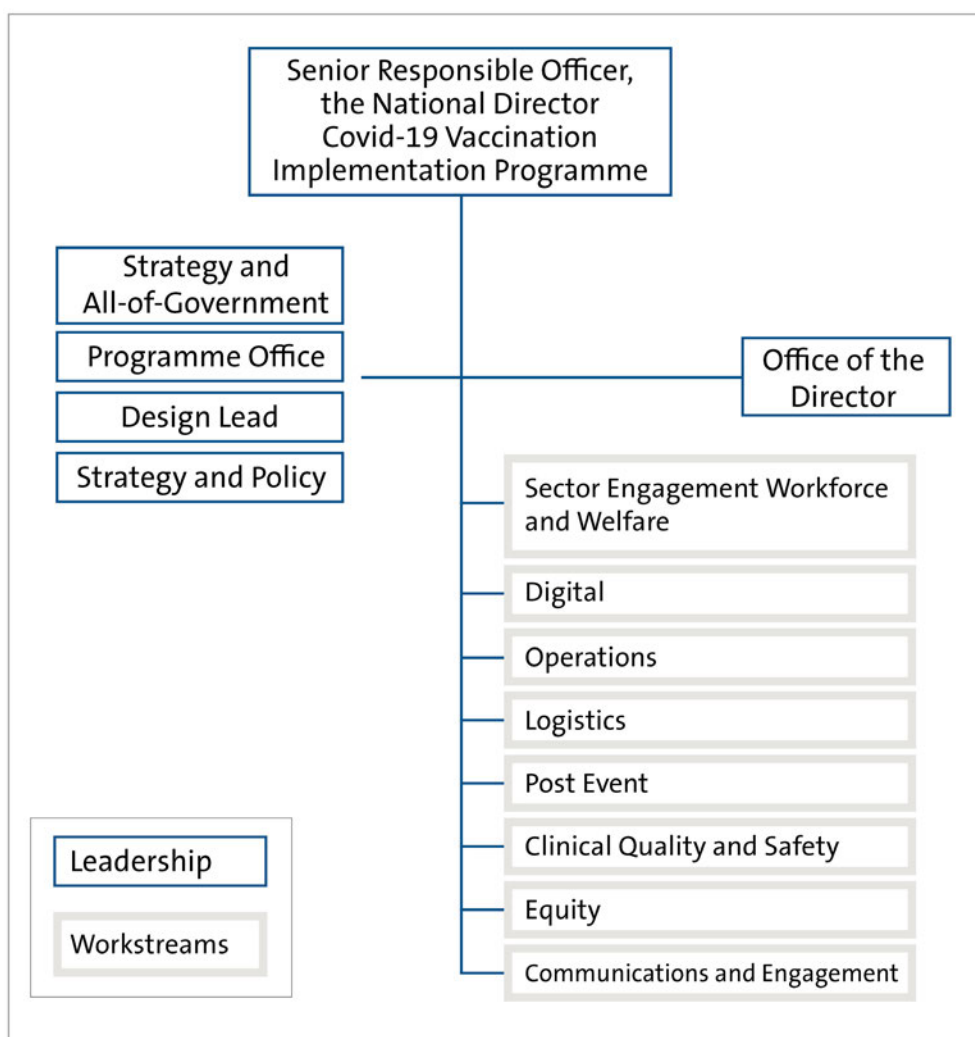 Senior Responsible Officer,
the National Director
Covid-19 Vaccination
Implementation Programme
Strategy and
All-of-Government
Programme Office
Design Lead
Strategy and Policy
Office of the
Director
Sector Engagement Workforce
and Welfare
Digital
Operations
Logistics
Post Event
Clinical Quality and Safety
Equity
Communications and Engagement
Leadership
Workstreams